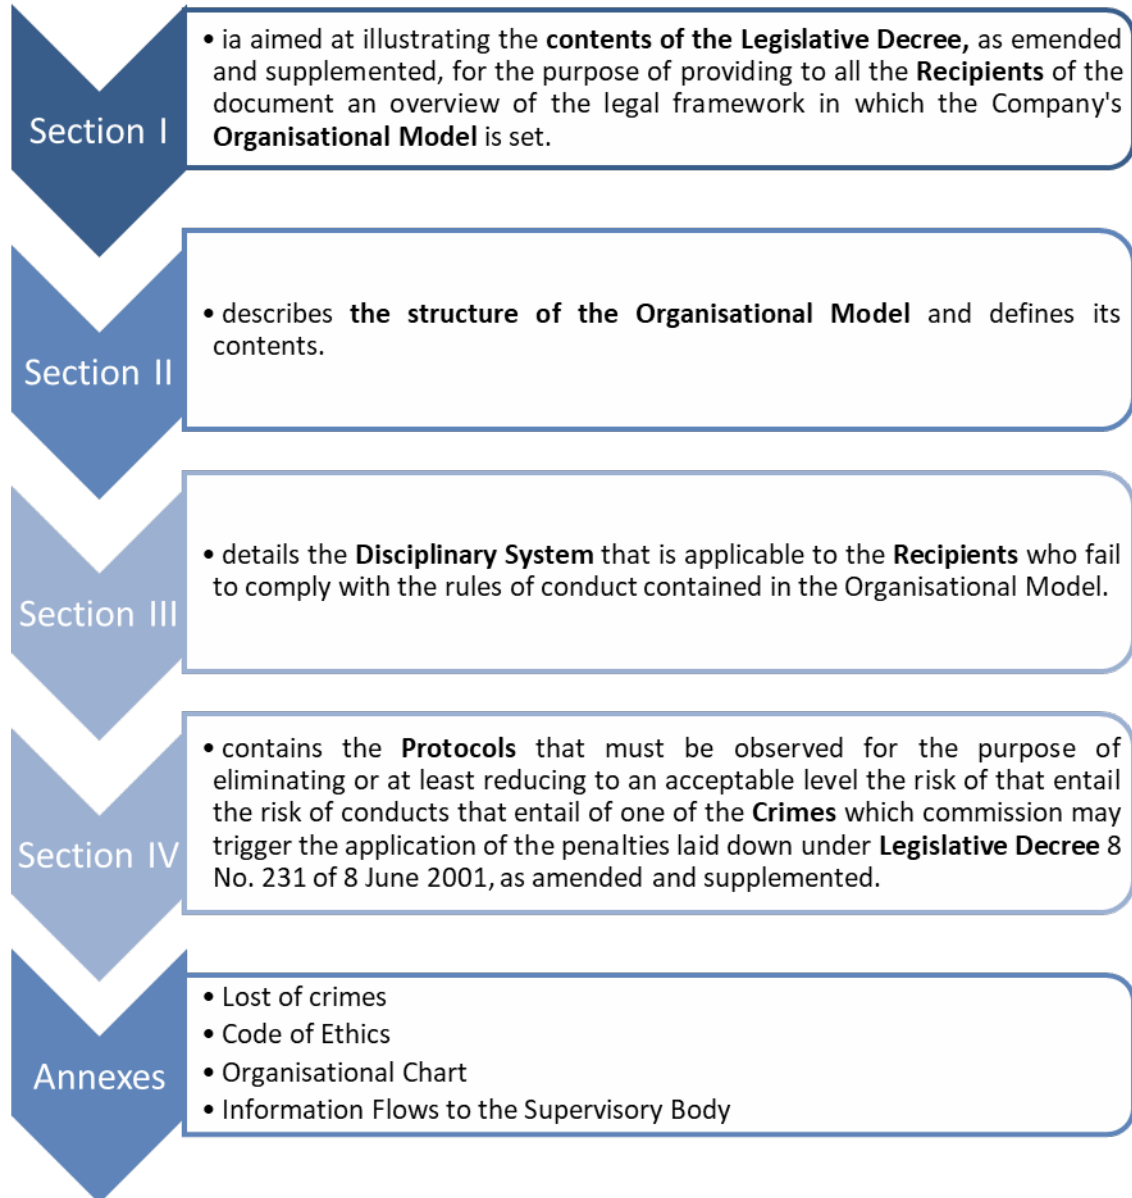 Section I
• ia aimed at illustrating the contents of the Legislative Decree, as emended
and supplemented, for the purpose of providing to all the Recipients of the
document an overview of the legal framework in which the Company's
Organisational Model is set.
Section II
• describes the structure of the Organisational Model and defines its
contents.
Section III
• details the Disciplinary System that is applicable to the Recipients who fail
to comply with the rules of conduct contained in the Organisational Model.
Section IV
• contains the Protocols that must be observed for the purpose of
eliminating or at least reducing to an acceptable level the risk of that entail
the risk of conducts that entail of one of the Crimes which commission may
trigger the application of the penalties laid down under Legislative Decree 8
No. 231 of 8 June 2001, as amended and supplemented.
Annexes
• Lost of crimes
• Code of Ethics
• Organisational Chart
• Information Flows to the Supervisory Body